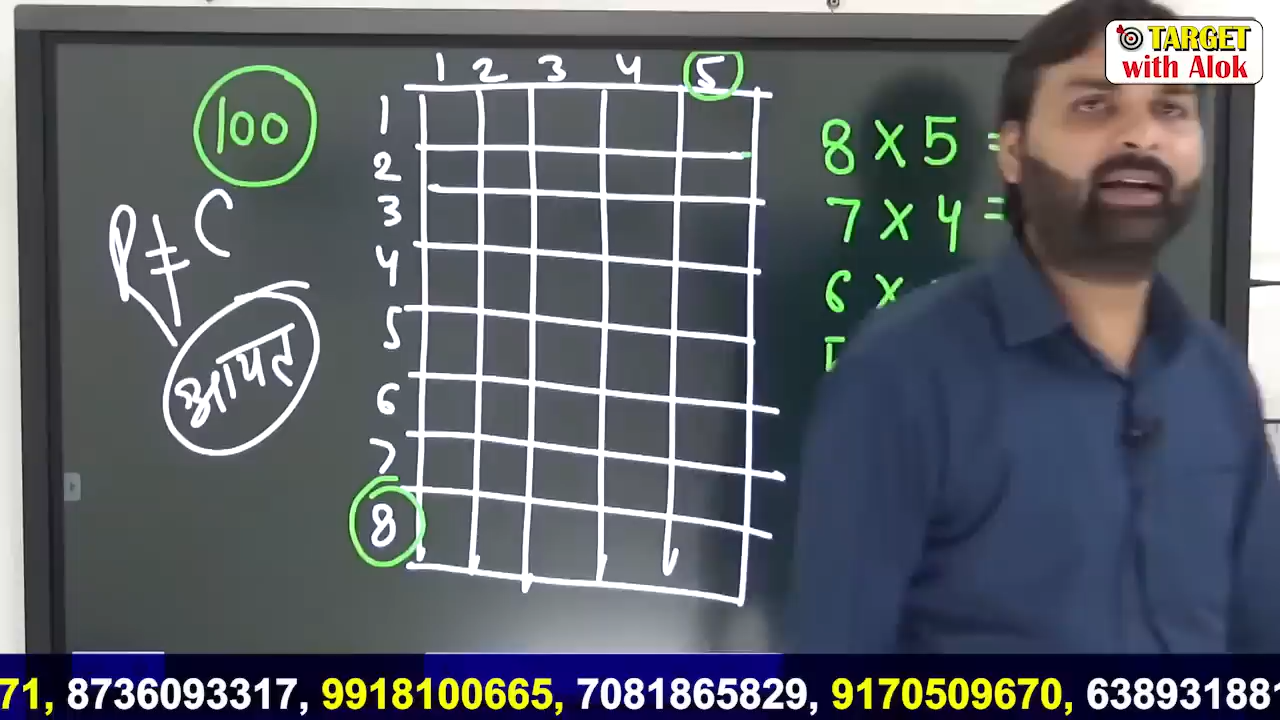 TARGET
with Alok
1 2 3 4 5
100
1
2
3
4
5
6
7
8
R ≠ C
आयत
8 X 5 =
7 X 4 =
6 X
71, 8736093317, 9918100665, 7081865829, 9170509670, 638931881